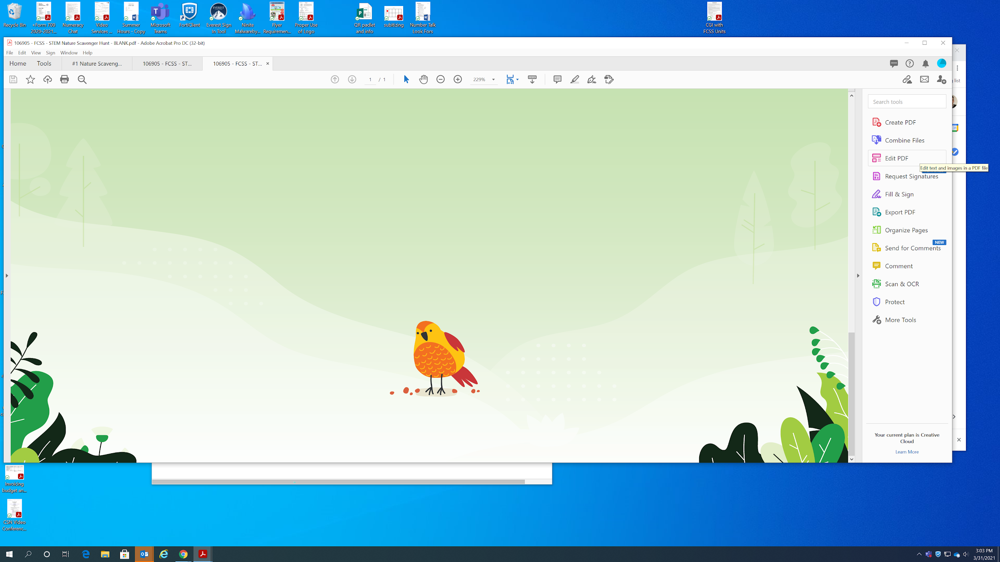 Recycle Bin
+Form 700
2020-2021...
Numeracy
Chat
Video
Services ...
Summer
Hours - Copy
Microsoft
Teams
FortiClient
Everest Sign
In Tool
Ninite
Malwareby...
Flyer
Requiremen...
Proper Use
of Logo
QR padlet
and info
subitizing
Number Talk
Look Fors
CGI with
FCSS Units
106905 - FCSS - STEM Nature Scavenger Hunt - BLANK.pdf - Adobe Acrobat Pro DC (32-bit)
File Edit View Sign Window Help
Home Tools #1 Nature Scaveng... 106905 - FCSS - ST... 106905 - FCSS - ST...
1 / 1 229%
list
Search tools
Create PDF
Combine Files
Edit PDF
Edit text and images in a PDF file
Request Signatures
Fill & Sign
Export PDF
Organize Pages
NEW
Send for Comments
Comment
Scan & OCR
Protect
More Tools
Your current plan is Creative
Cloud
Learn More
Invoicing
budget an...
CSN Video
Conferenc...
3:03 PM
3/31/2021